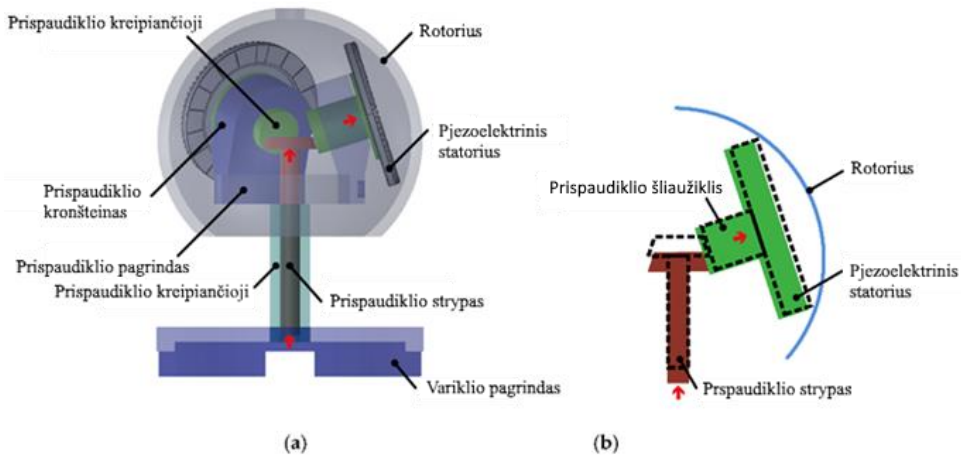 Prispaudiklio kreipiančioji
Rotorius
Pjezoelektrinis
statorius
Prispaudiklio
kronšteinas
Prispaudiklio pagrindas
Prispaudiklio kreipiančioji
Prispaudiklio strypas
Variklio pagrindas
(a)
Prispaudiklio šliaužiklis
Rotorius
Pjezoelektrinis
statorius
Prspaudiklio strypas
(b)